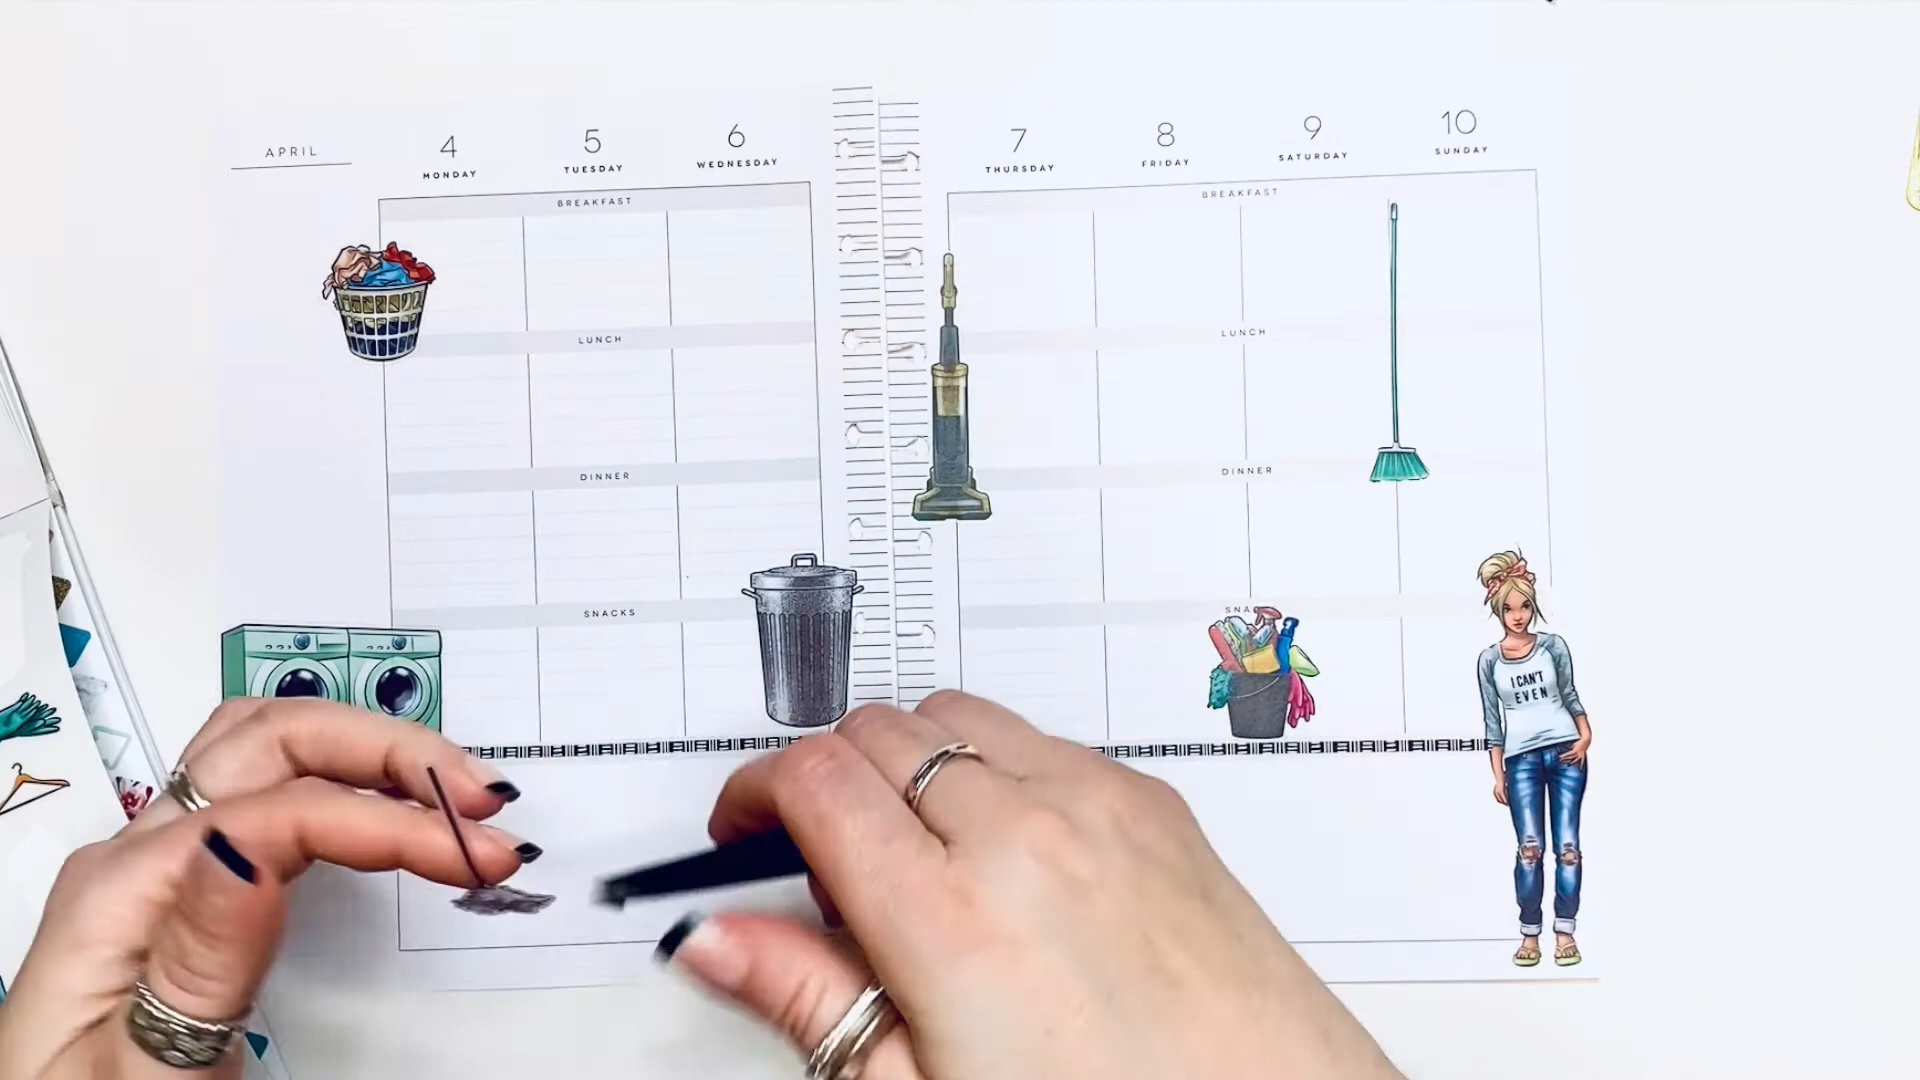 APRIL
4
MONDAY
5
TUESDAY
6
WEDNESDAY
7
THURSDAY
8
FRIDAY
9
SATURDAY
10
SUNDAY
BREAKFAST
BREAKFAST
LUNCH
LUNCH
DINNER
DINNER
SNACKS
SNA
I CAN'T
EVEN